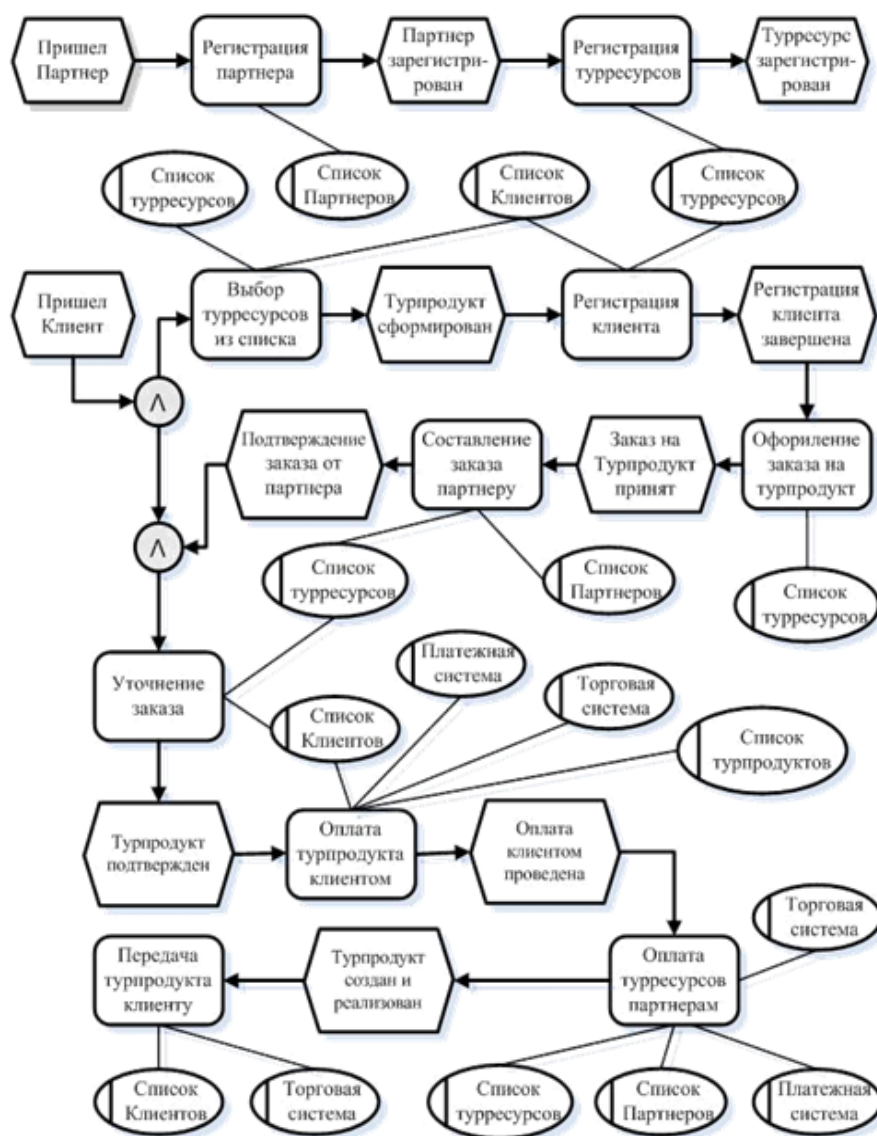 Пришел
Партнер
Регистрация
партнера
Партнер
зарегистри-
рован
Регистрация
турресурсов
Турресурс
зарегистри-
рован
Список
турресурсов
Список
Партнеров
Список
Клиентов
Список
турресурсов
Пришел
Клиент
Выбор
турресурсов
из списка
Турпродукт
сформирован
Регистрация
клиента
Регистрация
клиента
завершена
Λ
Подтверждение
заказа от
партнера
Составление
заказа
партнеру
Заказ на
Турпродукт
принят
Офориление
заказа на
турпродукт
Λ
Список
турресурсов
Список
Партнеров
Список
турресурсов
Уточнение
заказа
Платежная
система
Торговая
система
Список
Клиентов
Список
турпродуктов
Турпродукт
подтвержден
Оплата
турпродукта
клиентом
Оплата
клиентом
проведена
Торговая
система
Передача
турпродукта
клиенту
Турпродукт
создан и
реализован
Оплата
турресурсов
партнерам
Список
Клиентов
Торговая
система
Список
турресурсов
Список
Партнеров
Платежная
система